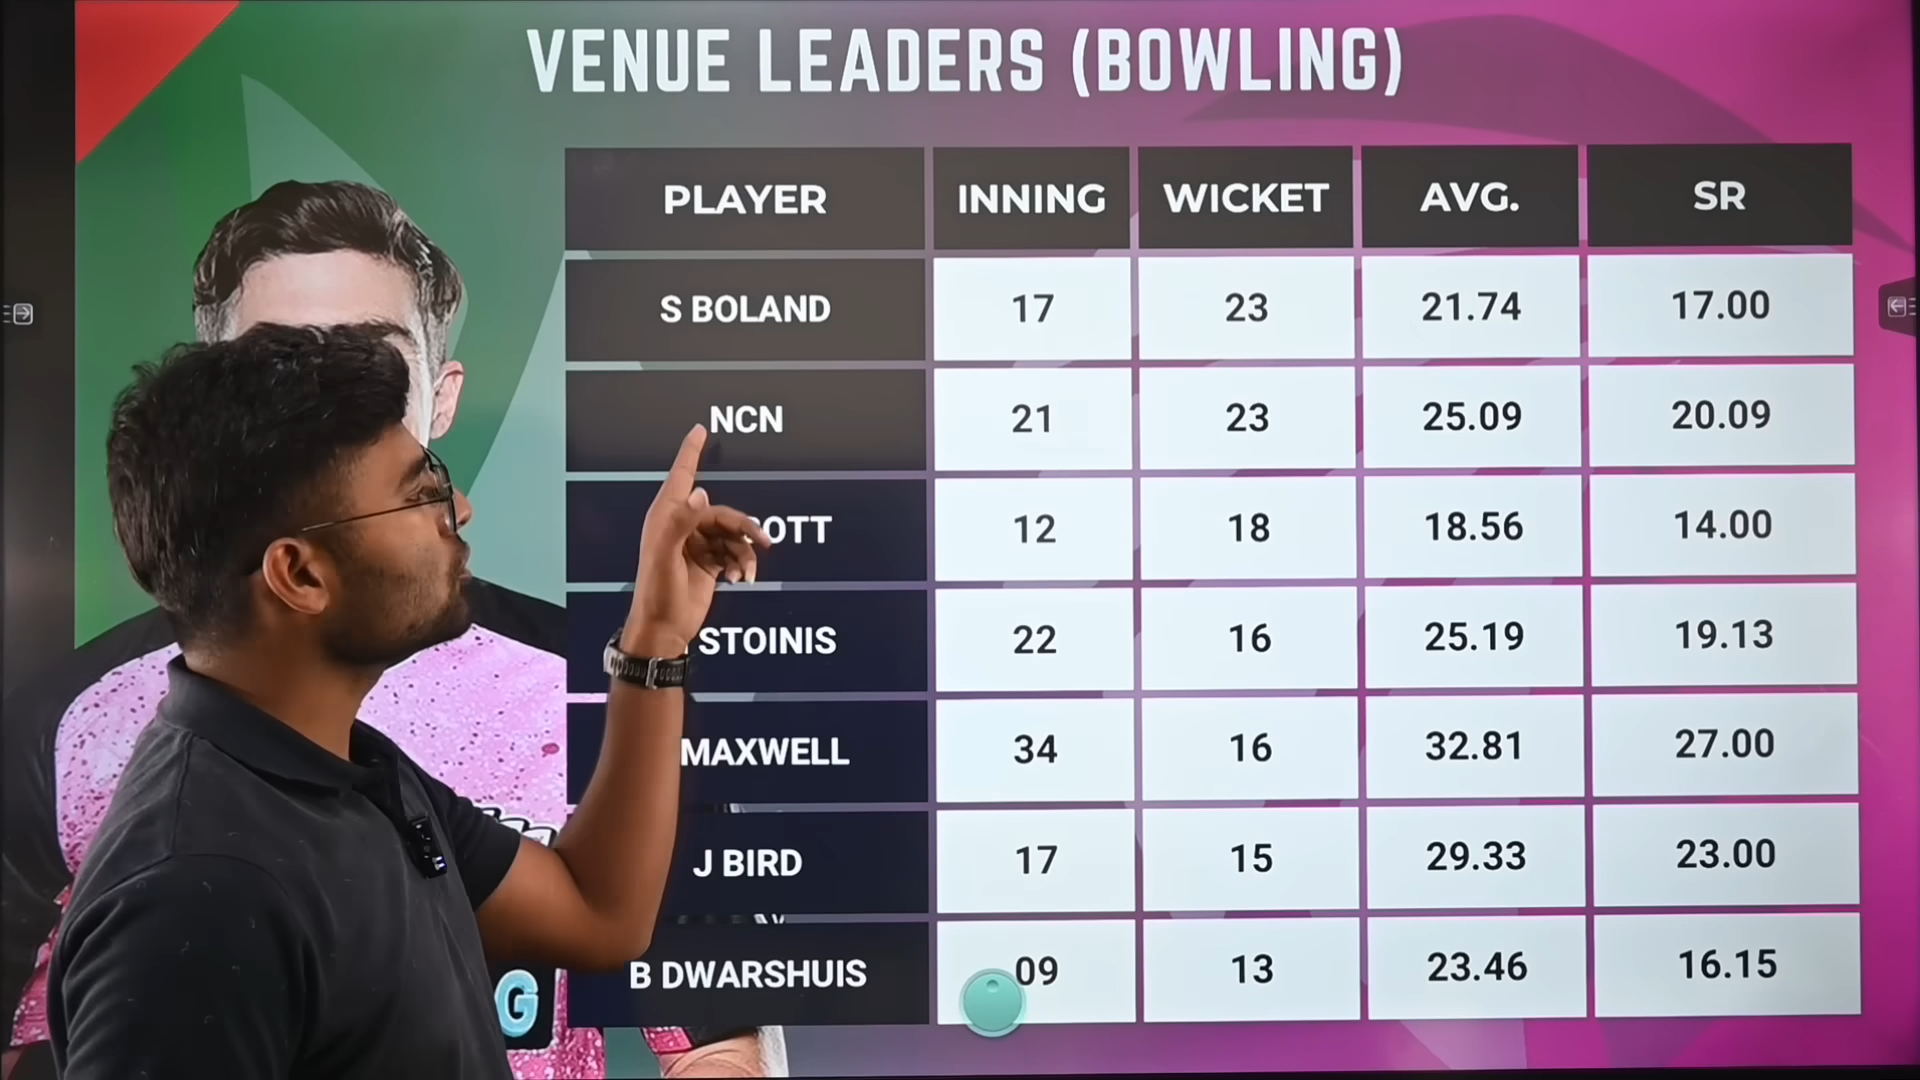 VENUE LEADERS (BOWLING)
PLAYER INNING WICKET AVG. SR
S BOLAND 17 23 21.74 17.00
NCN 21 23 25.09 20.09
12 18 18.56 14.00
STOINIS 22 16 25.19 19.13
MAXWELL 34 16 32.81 27.00
J BIRD 17 15 29.33 23.00
B DWARSHUIS 09 13 23.46 16.15
G